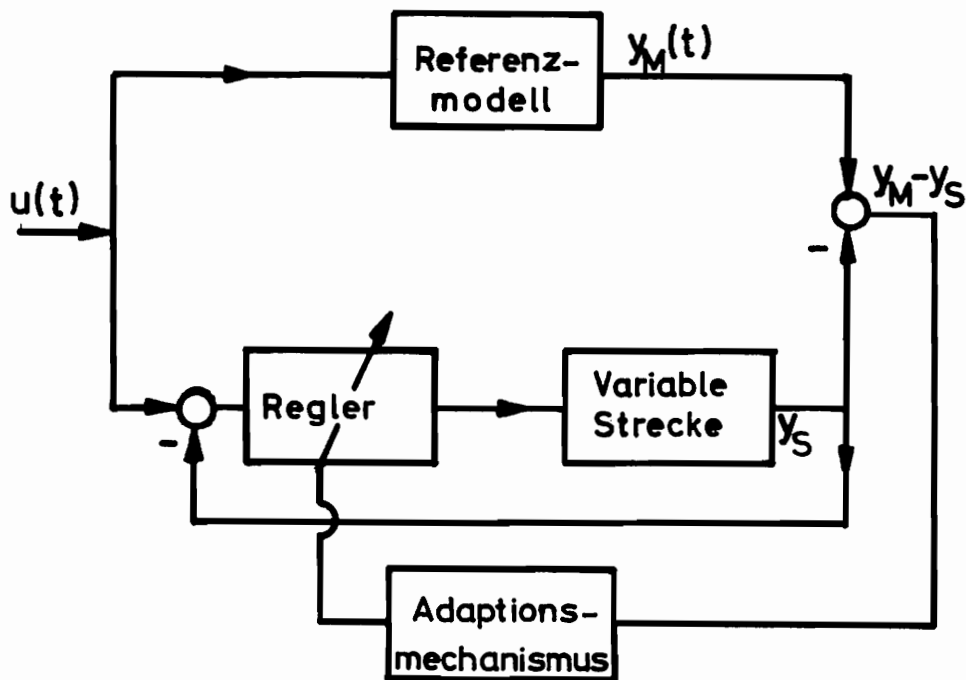 Referenz-
modell
y_M(t)
u(t)
y_M-y_S
-
Regler
Variable
Strecke
y_S
-
Adaptions-
mechanismus